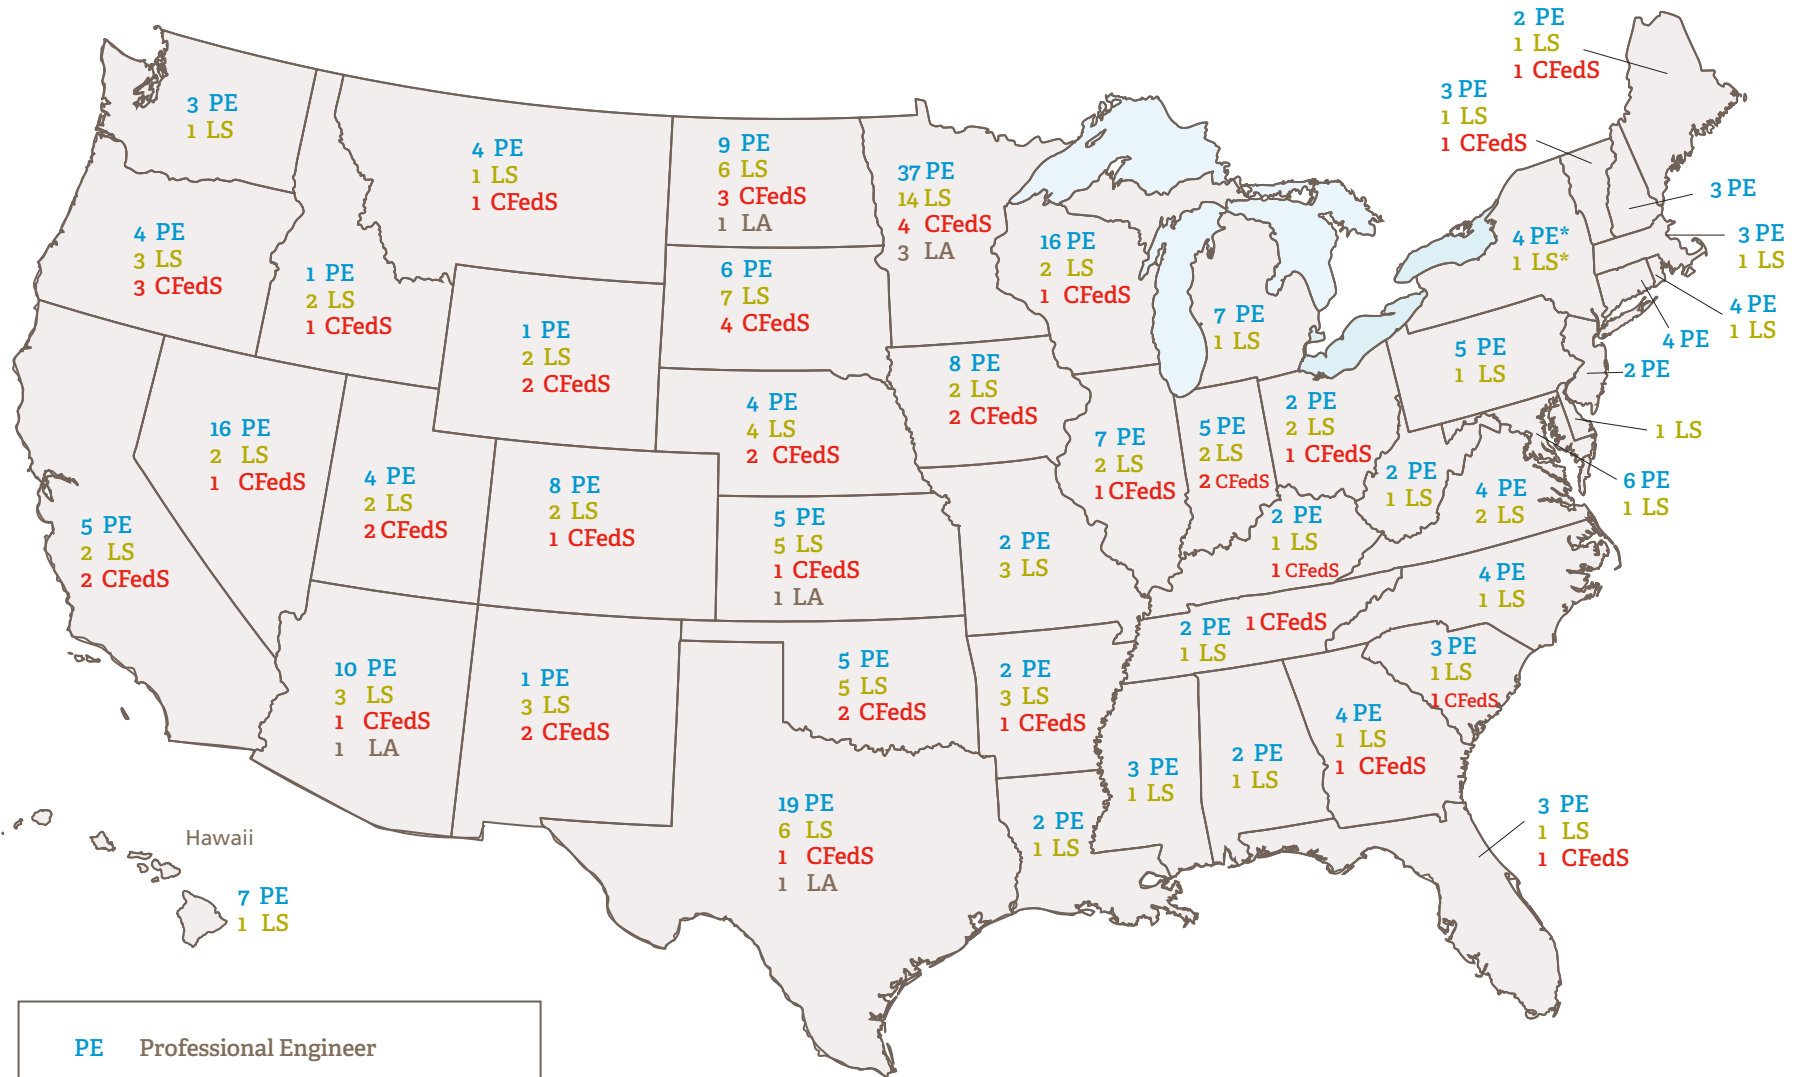 2 PE
1 LS
1 CFedS
3 PE
1 LS
1 CFedS
3 PE
1 LS
4 PE
1 LS
1 CFedS
9 PE
6 LS
3 CFedS
1 LA
37 PE
14 LS
4 CFedS
3 LA
3 PE
4 PE
3 LS
3 CFedS
1 PE
2 LS
1 CFedS
6 PE
7 LS
4 CFedS
16 PE
2 LS
1 CFedS
4 PE*
1 LS*
3 PE
1 LS
1 PE
2 LS
2 CFedS
7 PE
1 LS
4 PE
1 LS
4 PE
8 PE
2 LS
2 CFedS
5 PE
1 LS
2 PE
16 PE
2 LS
1 CFedS
4 PE
4 LS
2 CFedS
7 PE
2 LS
1 CFedS
5 PE
2 LS
2 CFedS
2 PE
2 LS
1 CFedS
1 LS
4 PE
2 LS
2 CFedS
8 PE
2 LS
1 CFedS
2 PE
1 LS
4 PE
2 LS
6 PE
1 LS
5 PE
2 LS
2 CFedS
5 PE
5 LS
1 CFedS
1 LA
2 PE
3 LS
2 PE
1 LS
1 CFedS
4 PE
1 LS
10 PE
3 LS
1 CFedS
1 LA
1 PE
3 LS
2 CFedS
5 PE
5 LS
2 CFedS
2 PE
3 LS
1 CFedS
2 PE
1 CFedS
1 LS
3 PE
1 LS
1 CFedS
3 PE
1 LS
2 PE
1 LS
4 PE
1 LS
1 CFedS
19 PE
6 LS
1 CFedS
1 LA
2 PE
1 LS
3 PE
1 LS
1 CFedS
Hawaii
7 PE
1 LS
PE Professional Engineer